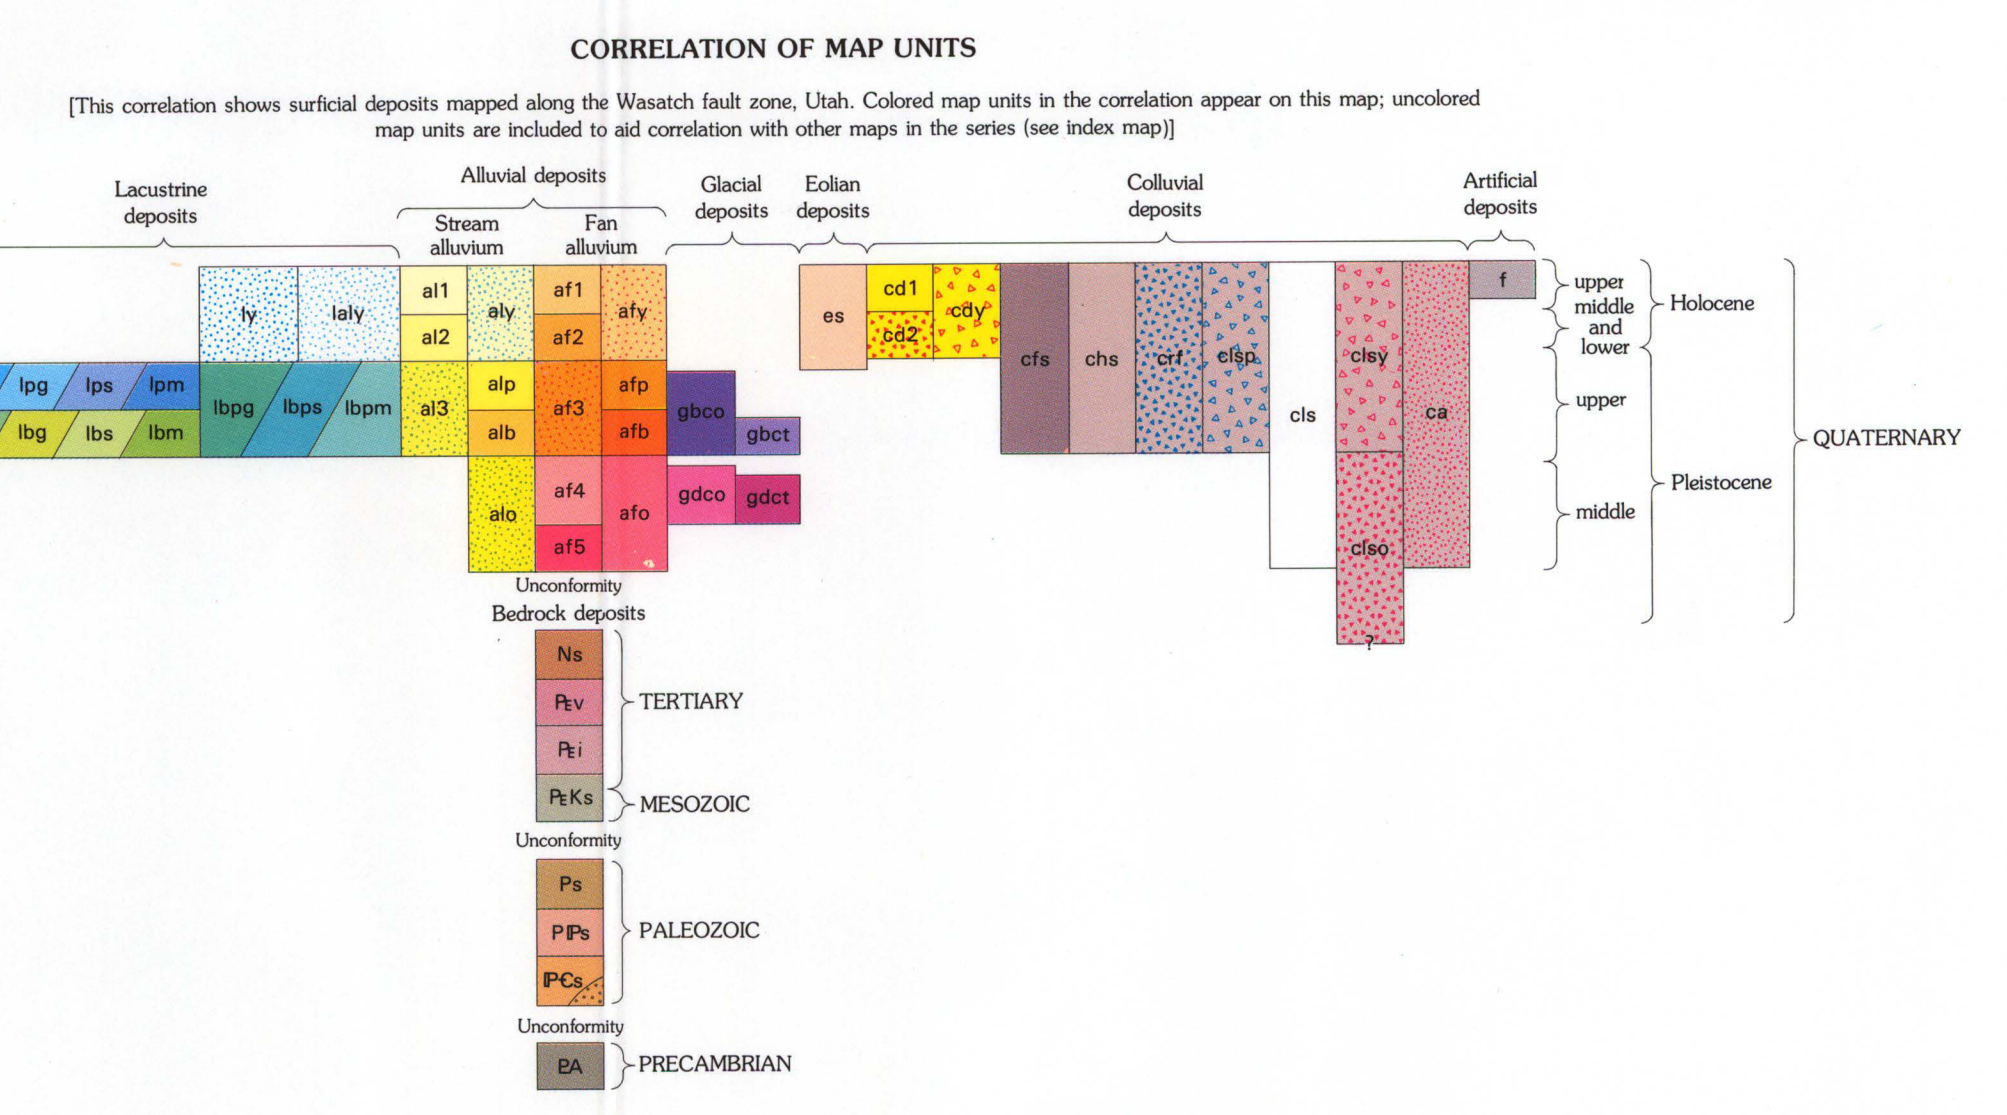 CORRELATION OF MAP UNITS
[This correlation shows surficial deposits mapped along the Wasatch fault zone, Utah. Colored map units in the correlation appear on this map; uncolored
map units are included to aid correlation with other maps in the series (see index map)]
Lacustrine
deposits
Alluvial deposits
Stream
alluvium
Fan
alluvium
Glacial
deposits
Eolian
deposits
Colluvial
deposits
Artificial
deposits
ly
laly
al1
al2
aly
af1
af2
afy
lpg
lps
lpm
lbg
lbs
lbm
lbpg
lbps
lbpm
al3
alp
alb
af3
afp
afb
gbco
gbct
alo
af4
af5
afo
gdco
gdct
es
cd1
cd2
cdy
cfs
chs
crf
clsp
cls
clsy
clso
?
ca
f
upper
middle
and
lower
Holocene
upper
middle
Pleistocene
QUATERNARY
Unconformity
Bedrock deposits
Ns
PEv
PEi
PEKs
TERTIARY
MESOZOIC
Unconformity
Ps
PIPs
IP-Cs
PALEOZOIC
Unconformity
PRECAMBRIAN